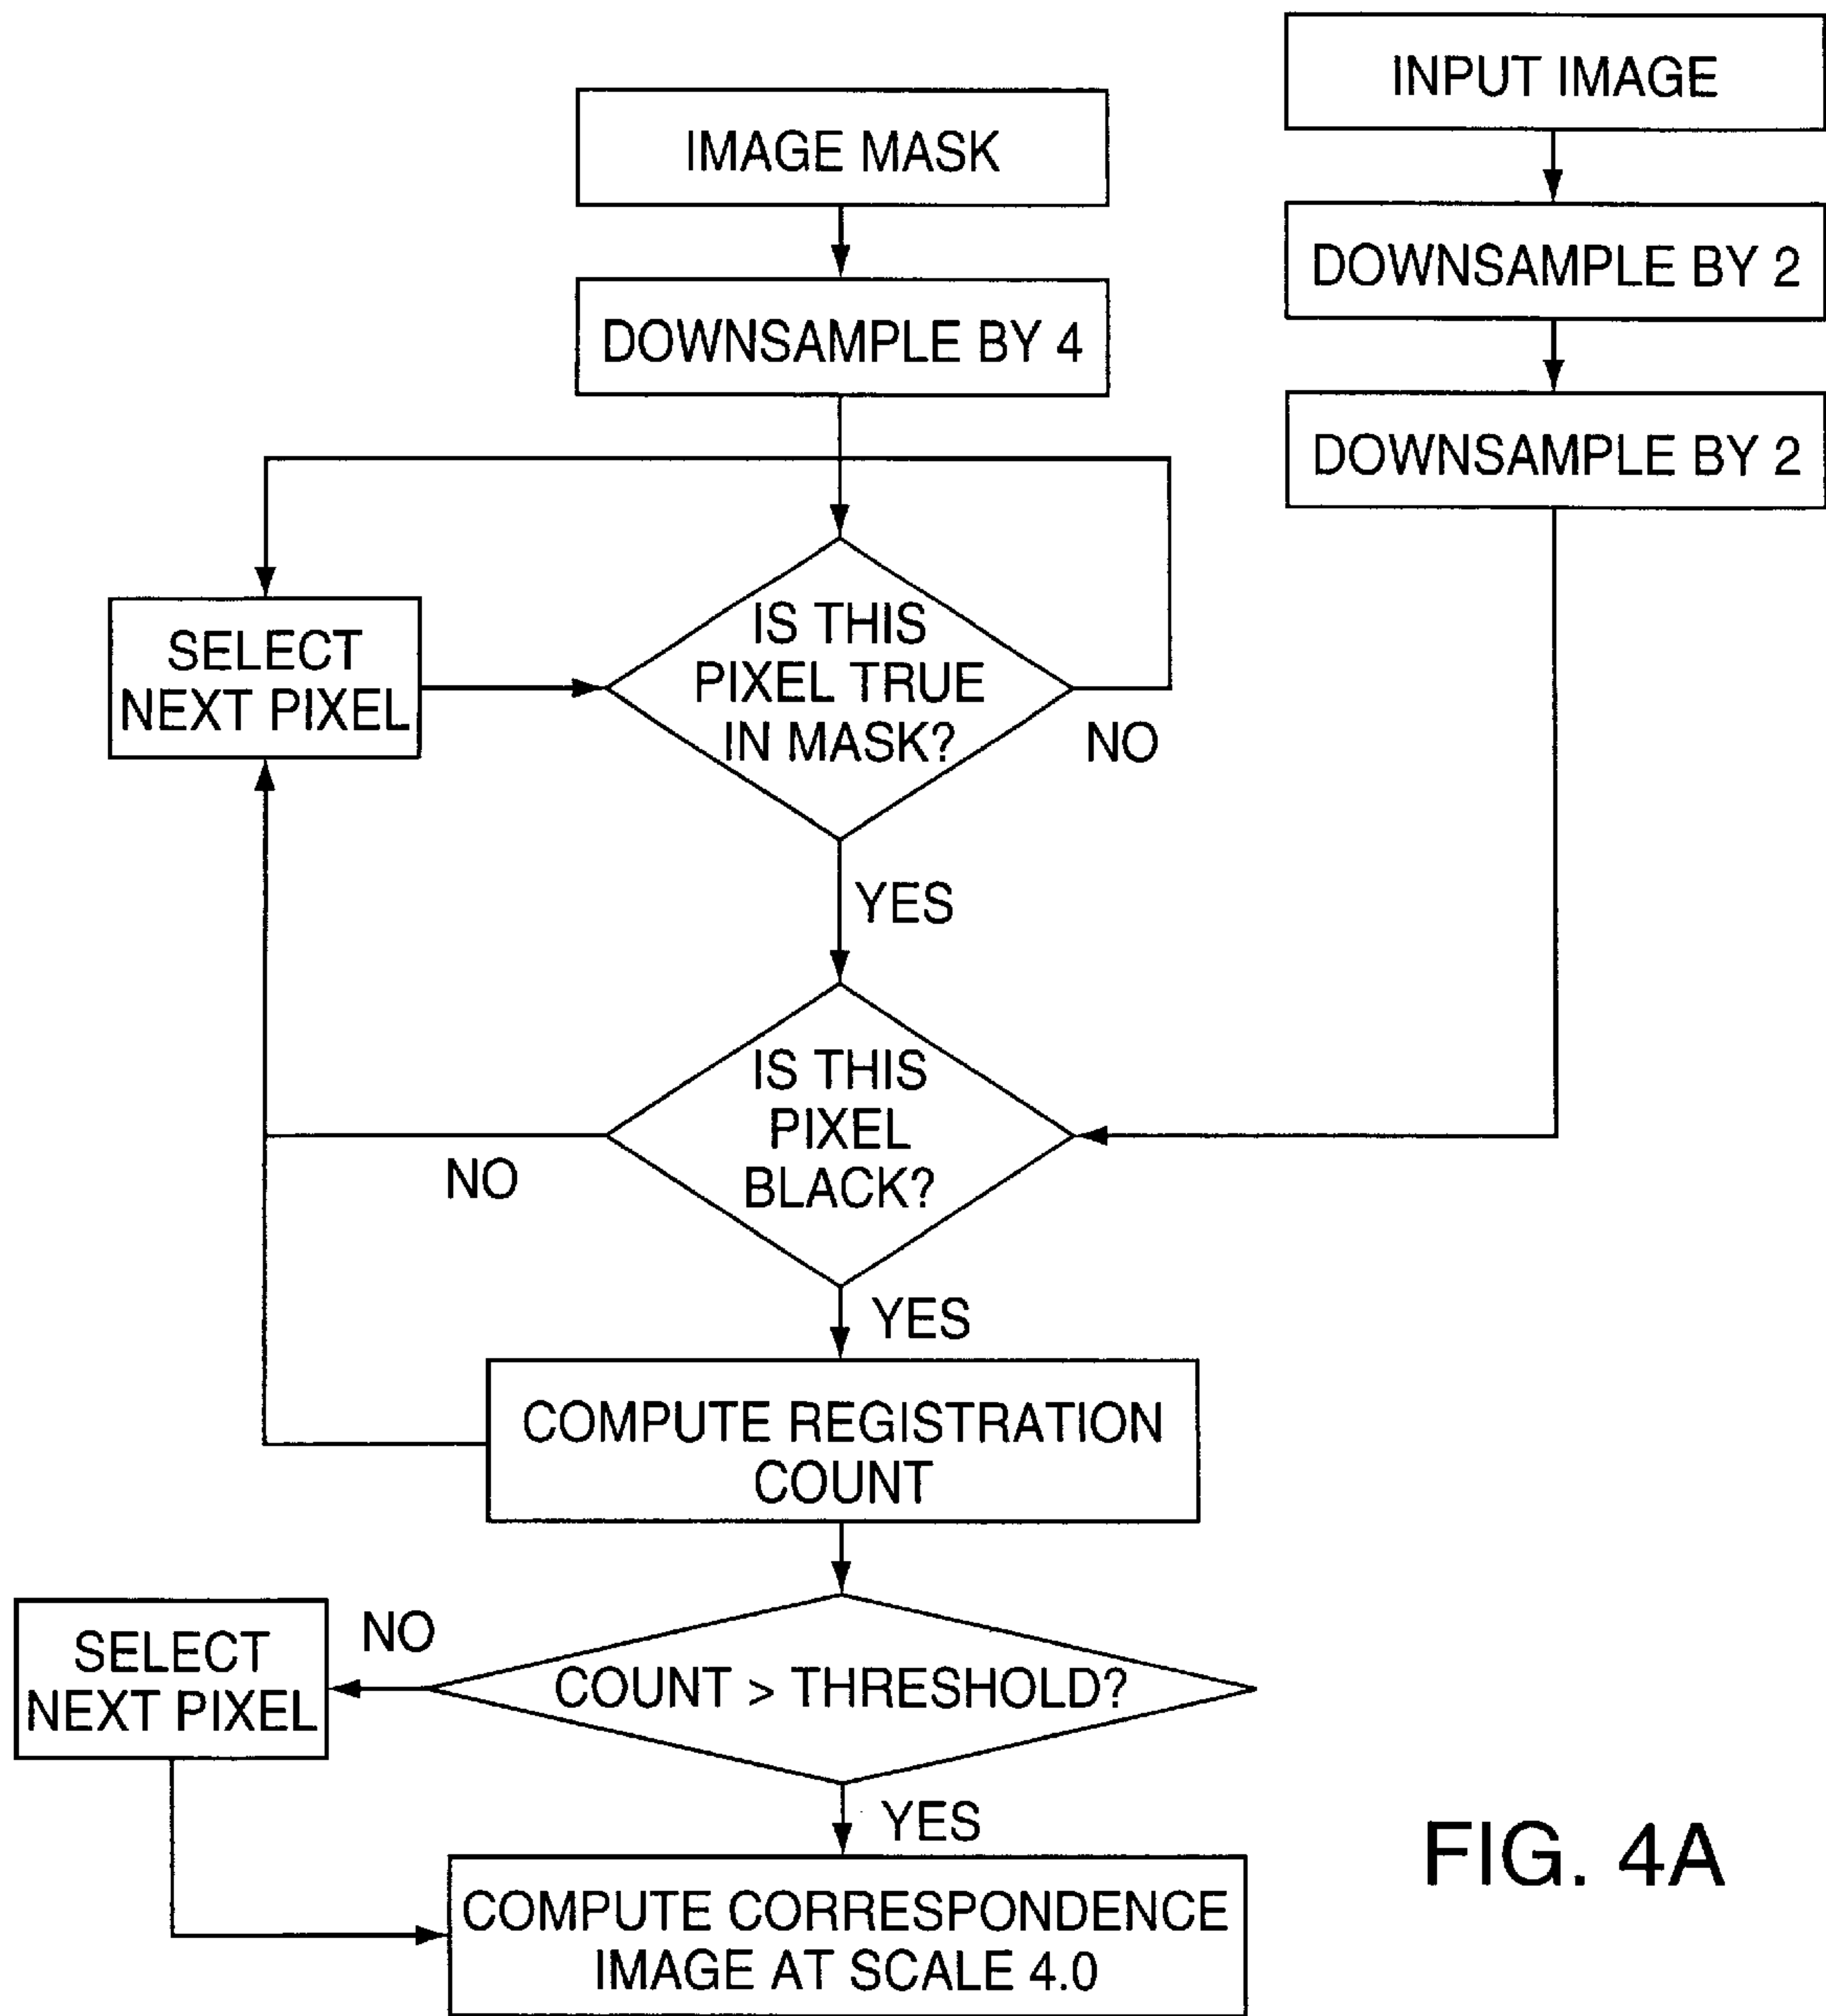 INPUT IMAGE
IMAGE MASK
DOWNSAMPLE BY 2
DOWNSAMPLE BY 4
DOWNSAMPLE BY 2
SELECT
NEXT PIXEL
IS THIS
PIXEL TRUE
IN MASK?
NO
YES
IS THIS
PIXEL
BLACK?
NO
YES
COMPUTE REGISTRATION
COUNT
SELECT
NEXT PIXEL
NO
COUNT > THRESHOLD?
YES
COMPUTE CORRESPONDENCE
IMAGE AT SCALE 4.0
FIG. 4A